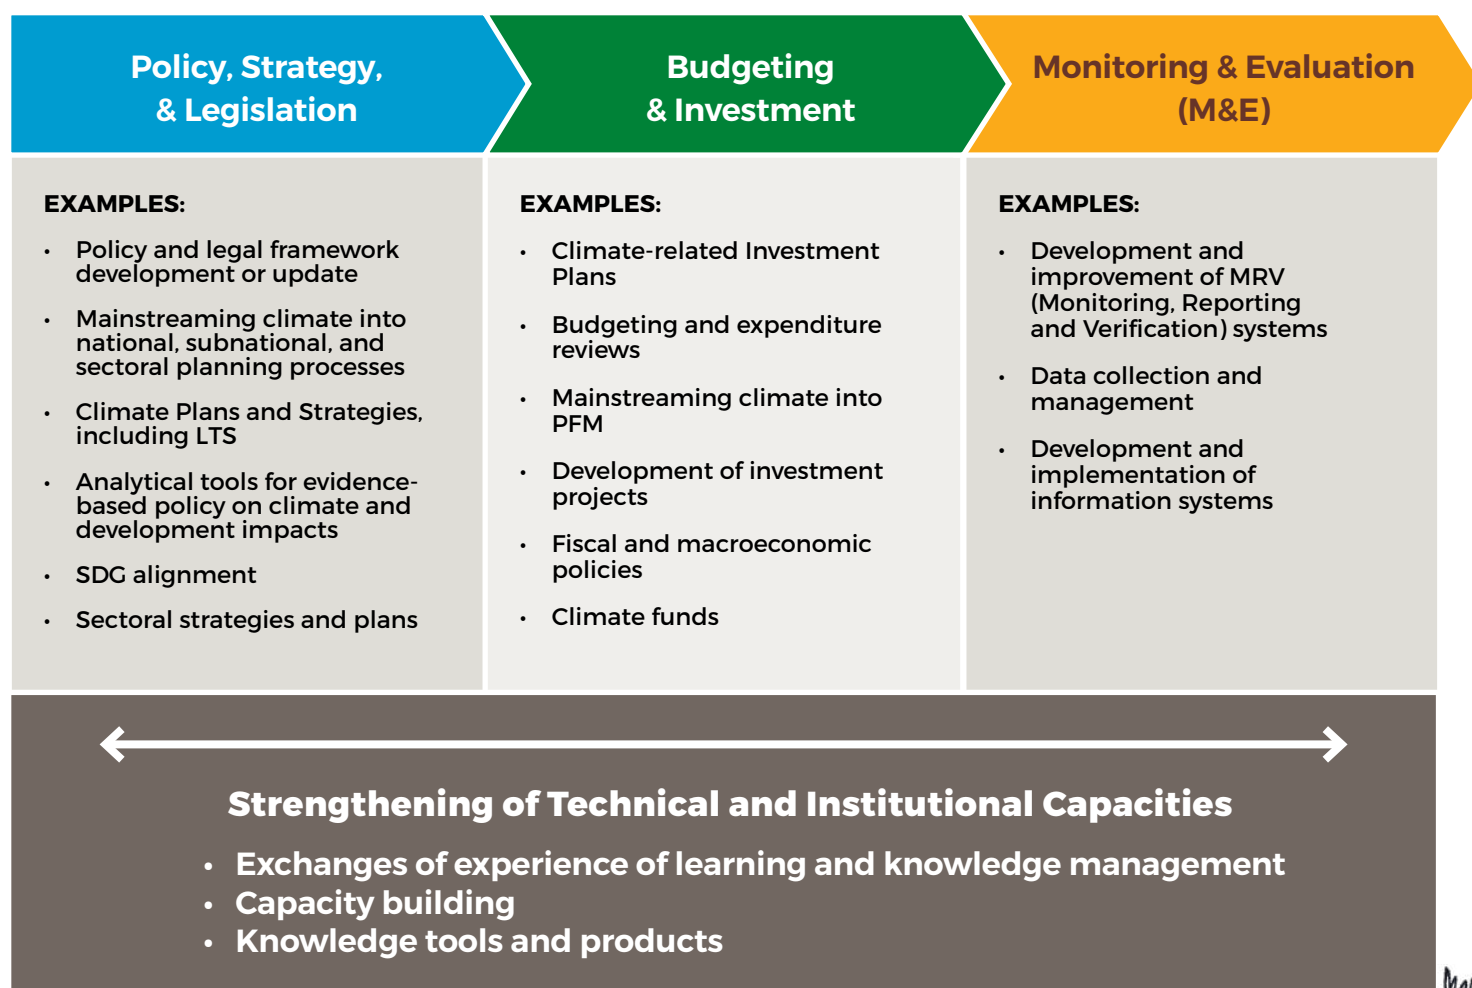 Policy, Strategy,
& Legislation
Budgeting
& Investment
Monitoring & Evaluation
(M&E)
EXAMPLES:
• Policy and legal framework
development or update
• Mainstreaming climate into
national, subnational, and
sectoral planning processes
• Climate Plans and Strategies,
including LTS
• Analytical tools for evidence-
based policy on climate and
development impacts
• SDG alignment
• Sectoral strategies and plans
EXAMPLES:
• Climate-related Investment
Plans
• Budgeting and expenditure
reviews
• Mainstreaming climate into
PFM
• Development of investment
projects
• Fiscal and macroeconomic
policies
• Climate funds
EXAMPLES:
• Development and
improvement of MRV
(Monitoring, Reporting
and Verification) systems
• Data collection and
management
• Development and
implementation of
information systems
Strengthening of Technical and Institutional Capacities
• Exchanges of experience of learning and knowledge management
• Capacity building
• Knowledge tools and products